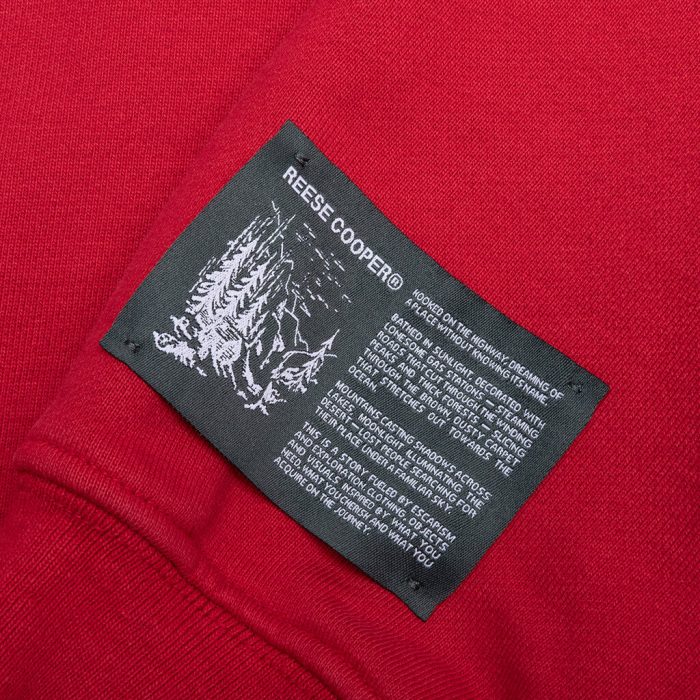 REESE COOPER®
HOOKED ON THE HIGHWAY, DREAMING OF
A PLACE WITHOUT KNOWING ITS NAME.
BATHED IN SUNLIGHT, DECORATED WITH
LONESOME GAS STATIONS — STEAMING
ROADS THAT CUT THROUGH THE WINDING
PEAKS AND THICK FORESTS — SLICING
THROUGH THE BROWN, DUSTY CARPET
THAT STRETCHES OUT TOWARDS THE
OCEAN.
MOUNTAINS CASTING SHADOWS ACROSS
LAKES, MOONLIGHT ILLUMINATING THE
DESERT — LOST PEOPLE SEARCHING FOR
THEIR PLACE UNDER A FAMILIAR SKY.
THIS IS A STORY FUELED BY ESCAPISM
AND EXPLORATION, CLOTHING, OBJECTS
AND VISUALS INSPIRED BY WHAT YOU
NEED, WHAT YOU CHERISH AND WHAT YOU
ACQUIRE ON THE JOURNEY.